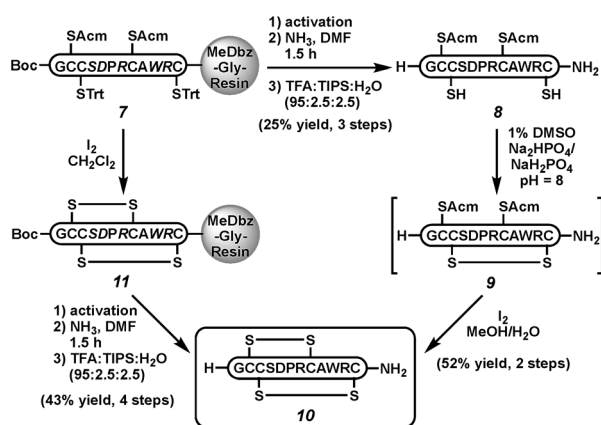 SAcm SAcm
Boc GCCSDPRCAWRC
MeDbz
-Gly-
Resin
STrt STrt
7
1) activation
2) NH3, DMF
1.5 h
3) TFA:TIPS:H2O
(95:2.5:2.5)
(25% yield, 3 steps)
SAcm SAcm
H GCCSDPRCAWRC NH2
SH SH
8
I2
CH2Cl2
1% DMSO
Na2HPO4/
NaH2PO4
pH = 8
S S
Boc GCCSDPRCAWRC
MeDbz
-Gly-
Resin
S S
11
SAcm SAcm
H GCCSDPRCAWRC NH2
S S
9
1) activation
2) NH3, DMF
1.5 h
3) TFA:TIPS:H2O
(95:2.5:2.5)
(43% yield, 4 steps)
S S
H GCCSDPRCAWRC NH2
S S
10
I2
MeOH/H2O
(52% yield, 2 steps)